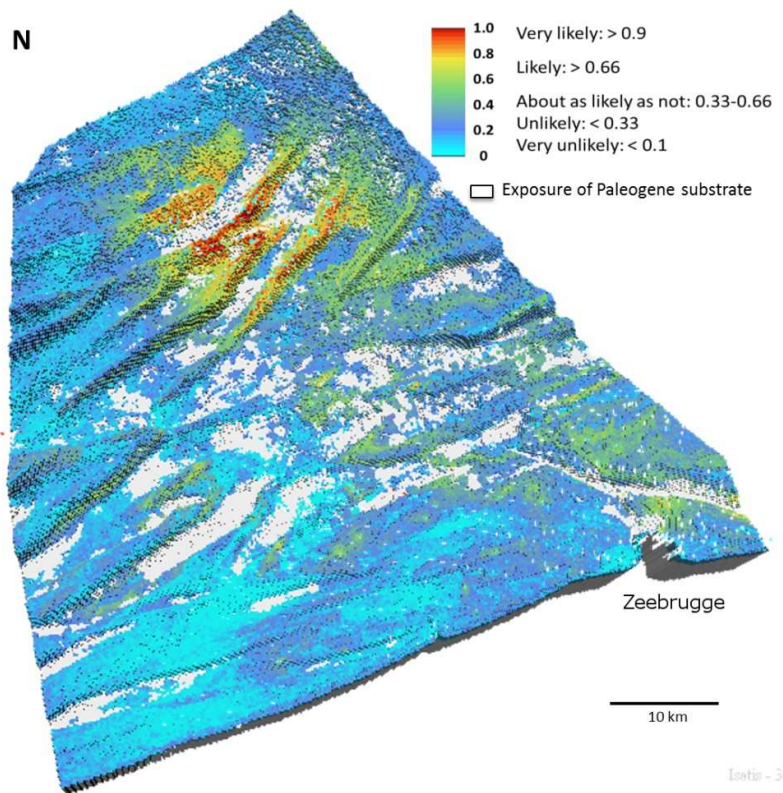 N
1.0
0.8
0.6
0.4
0.2
0
Very likely: > 0.9
Likely: > 0.66
About as likely as not: 0.33-0.66
Unlikely: < 0.33
Very unlikely: < 0.1
Exposure of Paleogene substrate
Zeebrugge
10 km
Isatis - 3